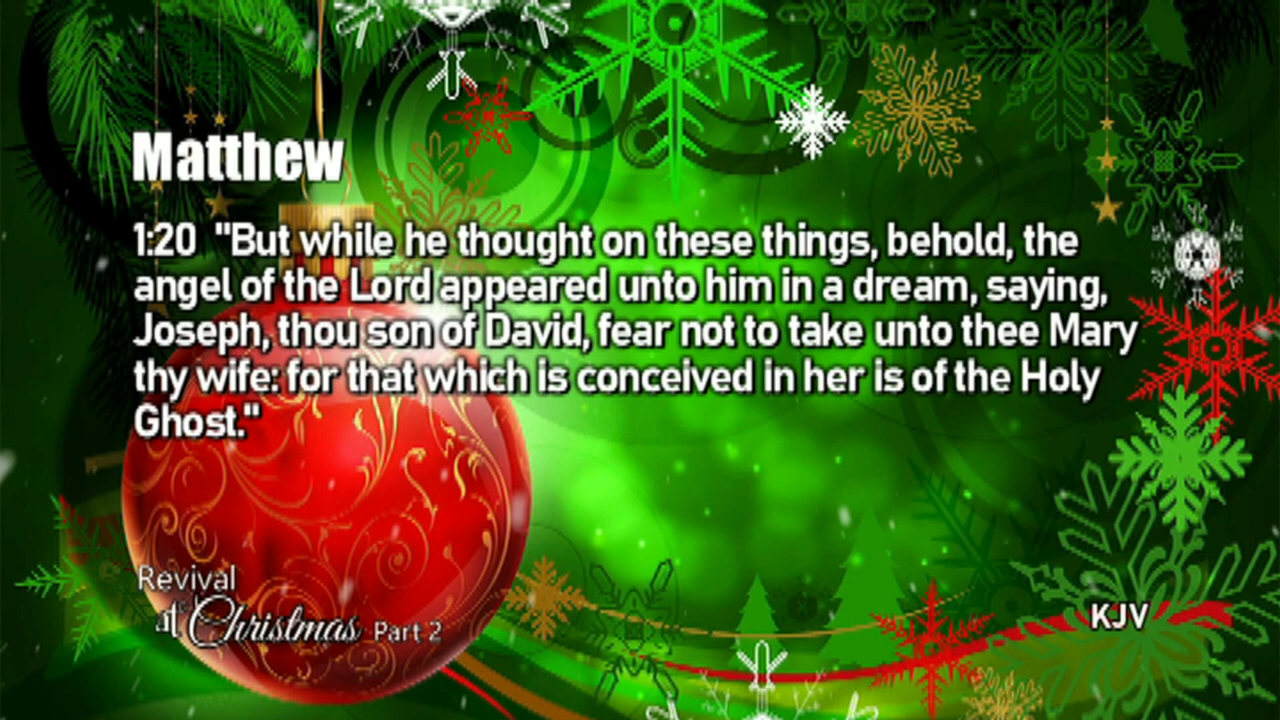 Matthew
1:20 "But while he thought on these things, behold, the
angel of the Lord appeared unto him in a dream, saying,
Joseph, thou son of David, fear not to take unto thee Mary
thy wife: for that which is conceived in her is of the Holy
Ghost."
Revival
at Christmas Part 2
KJV